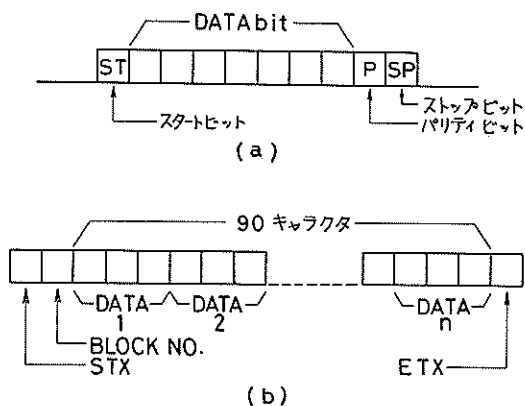 DATA bit
ST
P
SP
スタートビット
ストップビット
パリティビット
(a)
90 キャラクタ
DATA
1
DATA
2
DATA
n
BLOCK NO.
STX
ETX
(b)